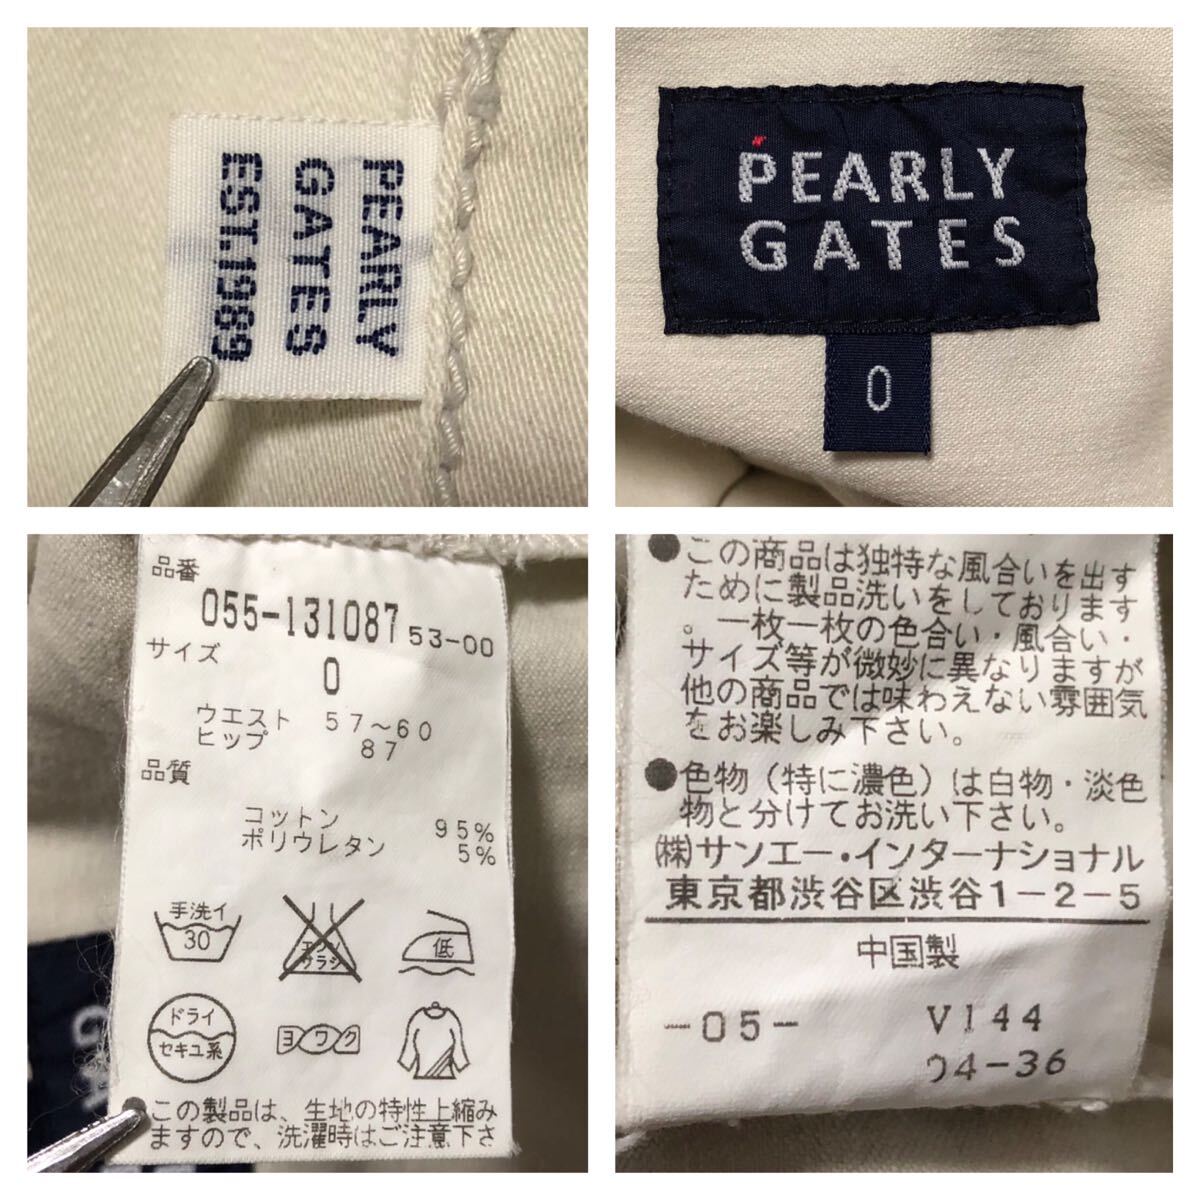 PEARLY
GATES
EST.1989
PEARLY
GATES
0
品番
055-131087 53-00
サイズ
0
ウエスト 57～60
ヒップ 87
品質
コットン 95%
ポリウレタン 5%
手洗イ
30
エンソ
サラシ
低
ドライ
セキユ系
ヨワク
●この製品は、生地の特性上縮み
ますので、洗濯時はご注意下さ
●この商品は独特な風合いを出す
ために製品洗いをしております
。一枚一枚の色合い・風合い・
サイズ等が微妙に異なりますが
他の商品では味わえない雰囲気
をお楽しみ下さい。
●色物（特に濃色）は白物・淡色
物と分けてお洗い下さい。
㈱サンエー・インターナショナル
東京都渋谷区渋谷1-2-5
中国製
-05- V144
04-36